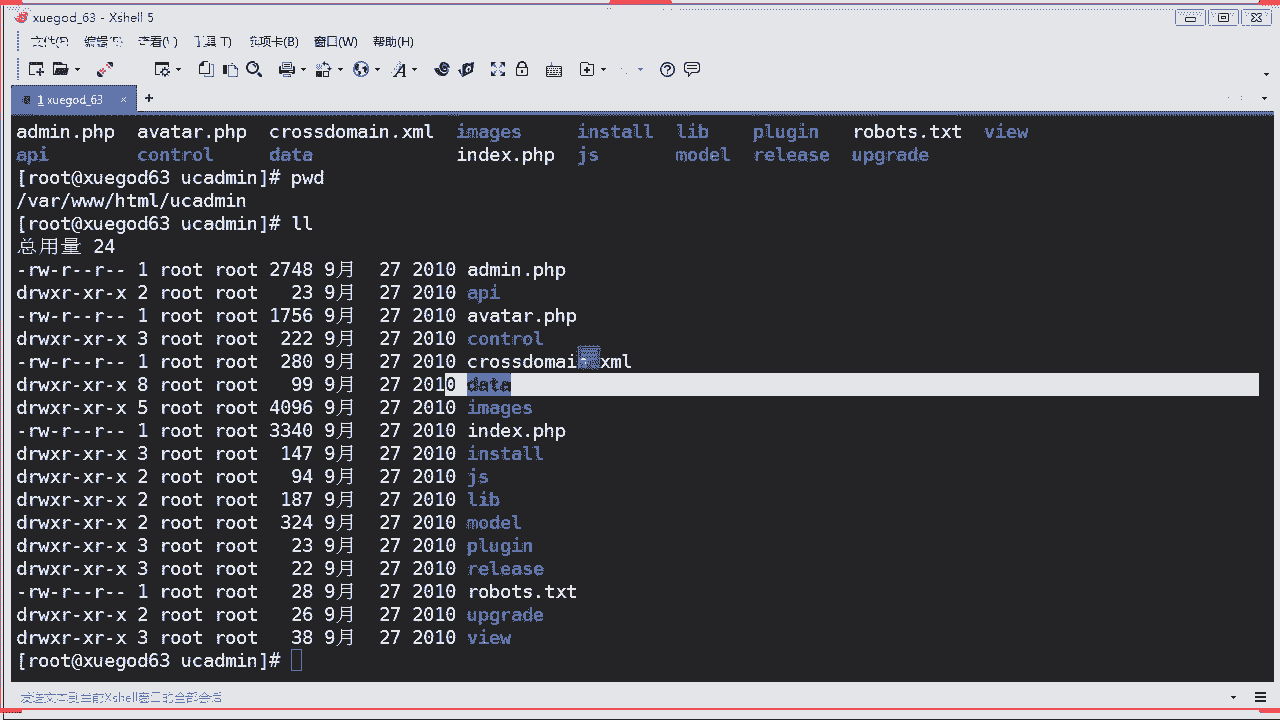 xuegod_63 - Xshell 5
文件(F) 编辑(E) 查看(V) 工具(T) 选项卡(B) 窗口(W) 帮助(H)
1 xuegod_63 × +
admin.php avatar.php crossdomain.xml images install lib plugin robots.txt view
api control data index.php js model release upgrade
[root@xuegod63 ucadmin]# pwd
/var/www/html/ucadmin
[root@xuegod63 ucadmin]# ll
总用量 24
-rw-r--r-- 1 root root 2748 9月 27 2010 admin.php
drwxr-xr-x 2 root root 23 9月 27 2010 api
-rw-r--r-- 1 root root 1756 9月 27 2010 avatar.php
drwxr-xr-x 3 root root 222 9月 27 2010 control
-rw-r--r-- 1 root root 280 9月 27 2010 crossdomain.xml
drwxr-xr-x 8 root root 99 9月 27 2010 data
drwxr-xr-x 5 root root 4096 9月 27 2010 images
-rw-r--r-- 1 root root 3340 9月 27 2010 index.php
drwxr-xr-x 3 root root 147 9月 27 2010 install
drwxr-xr-x 2 root root 94 9月 27 2010 js
drwxr-xr-x 2 root root 187 9月 27 2010 lib
drwxr-xr-x 2 root root 324 9月 27 2010 model
drwxr-xr-x 3 root root 23 9月 27 2010 plugin
drwxr-xr-x 3 root root 22 9月 27 2010 release
-rw-r--r-- 1 root root 28 9月 27 2010 robots.txt
drwxr-xr-x 2 root root 26 9月 27 2010 upgrade
drwxr-xr-x 3 root root 38 9月 27 2010 view
[root@xuegod63 ucadmin]#
发送文本到当前Xshell窗口的全部会话